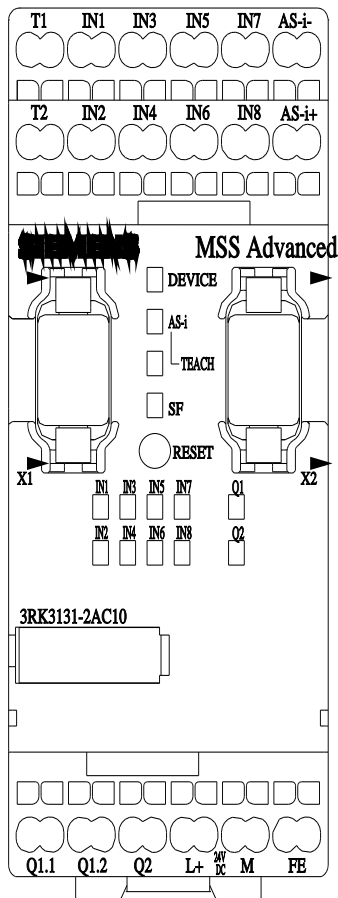 T1 IN1 IN3 IN5 IN7 AS-i-
T2 IN2 IN4 IN6 IN8 AS-i+
MSS Advanced
DEVICE
AS-i
TEACH
SF
RESET
X1 X2
IN1 IN3 IN5 IN7 Q1
IN2 IN4 IN6 IN8 Q2
3RK3131-2AC10
Q1.1 Q1.2 Q2 L+ 24V DC M FE